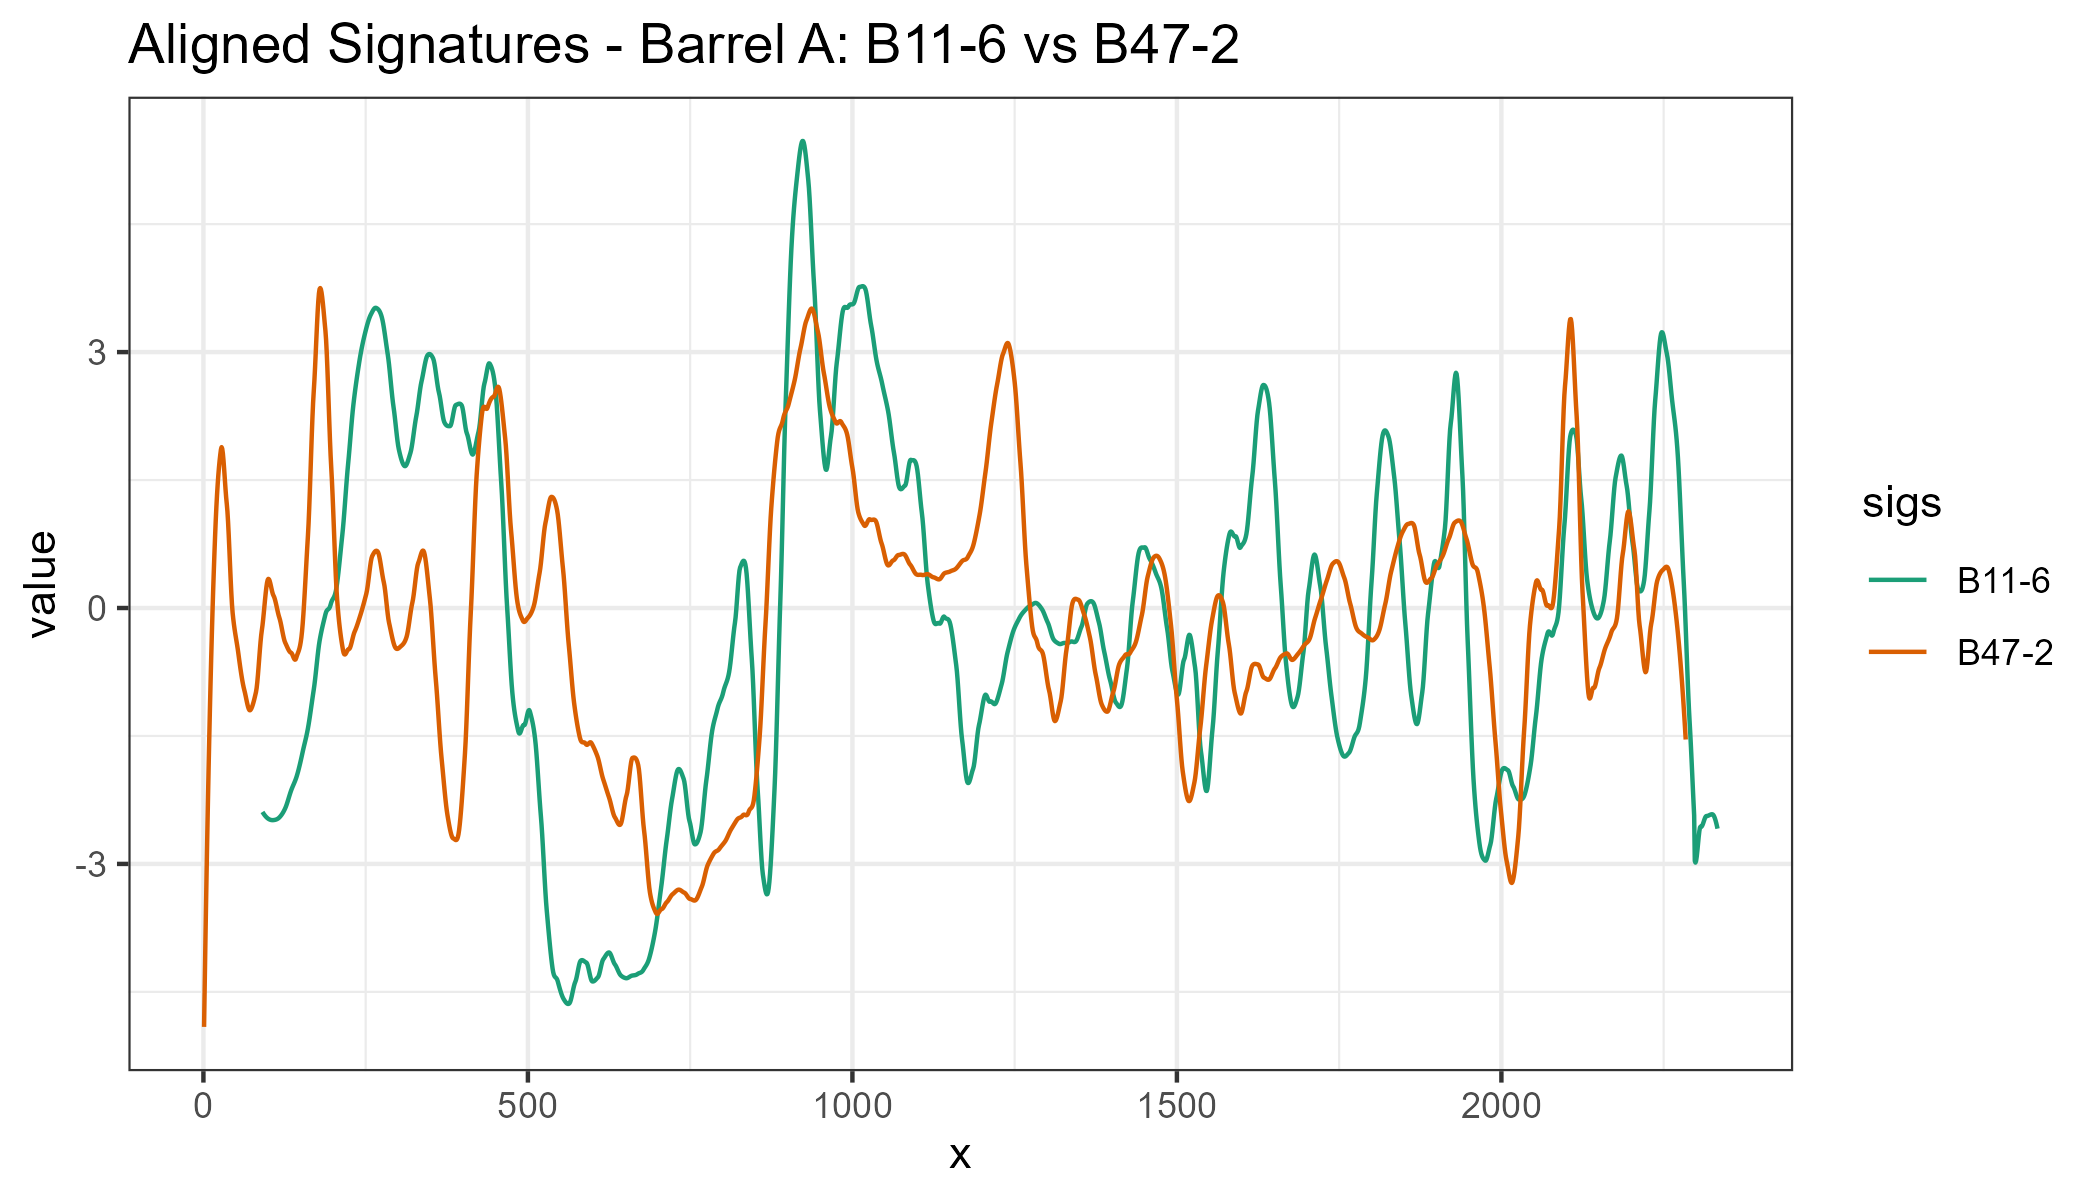 Aligned Signatures - Barrel A: B11-6 vs B47-2
value
3
0
-3
0
500
1000
1500
2000
x
sigs
B11-6
B47-2